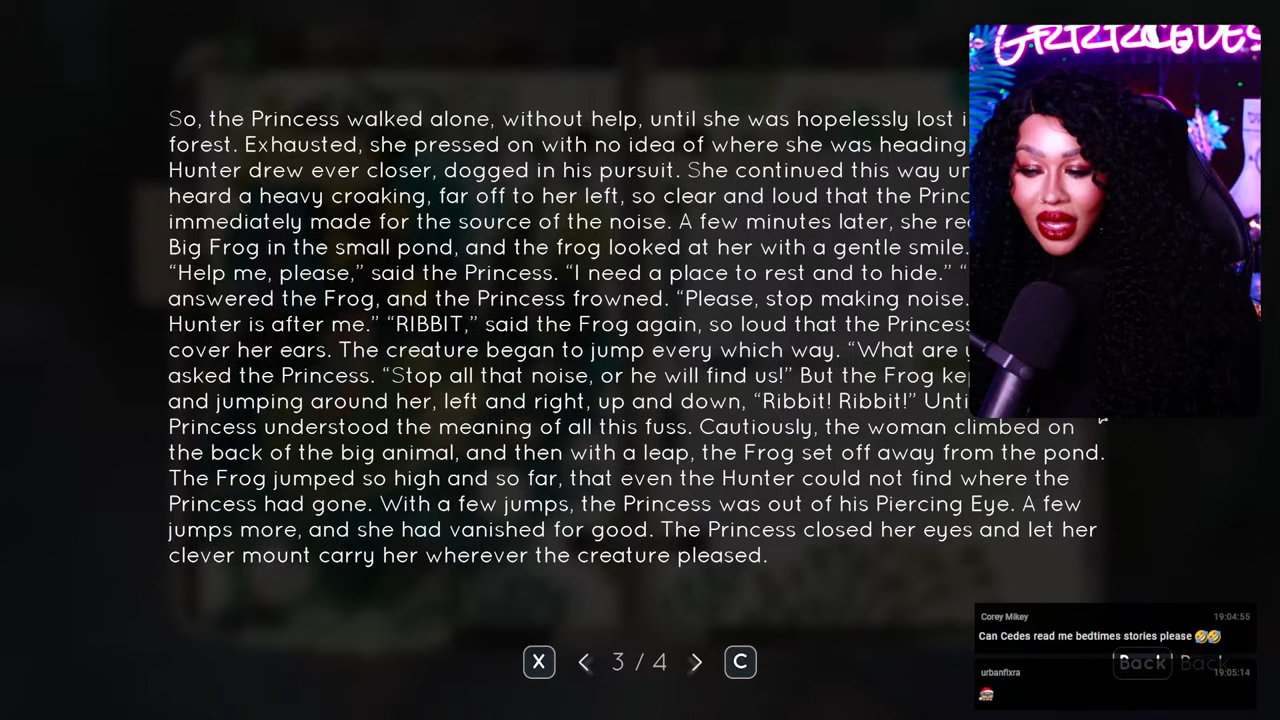 So, the Princess walked alone, without help, until she was hopelessly lost i
forest. Exhausted, she pressed on with no idea of where she was heading
Hunter drew ever closer, dogged in his pursuit. She continued this way un
heard a heavy croaking, far off to her left, so clear and loud that the Princ
immediately made for the source of the noise. A few minutes later, she rea
Big Frog in the small pond, and the frog looked at her with a gentle smile.
“Help me, please,” said the Princess. “I need a place to rest and to hide.” “
answered the Frog, and the Princess frowned. “Please, stop making noise.
Hunter is after me.” “RIBBIT,” said the Frog again, so loud that the Princess
cover her ears. The creature began to jump every which way. “What are y
asked the Princess. “Stop all that noise, or he will find us!” But the Frog kep
and jumping around her, left and right, up and down, “Ribbit! Ribbit!” Unti
Princess understood the meaning of all this fuss. Cautiously, the woman climbed on
the back of the big animal, and then with a leap, the Frog set off away from the pond.
The Frog jumped so high and so far, that even the Hunter could not find where the
Princess had gone. With a few jumps, the Princess was out of his Piercing Eye. A few
jumps more, and she had vanished for good. The Princess closed her eyes and let her
clever mount carry her wherever the creature pleased.
X < 3 / 4 > C
GRRRCEDES
Corey Mikey 19:04:55
Can Cedes read me bedtimes stories please 🤣🤣
Back Back
urbanflxra 19:05:14